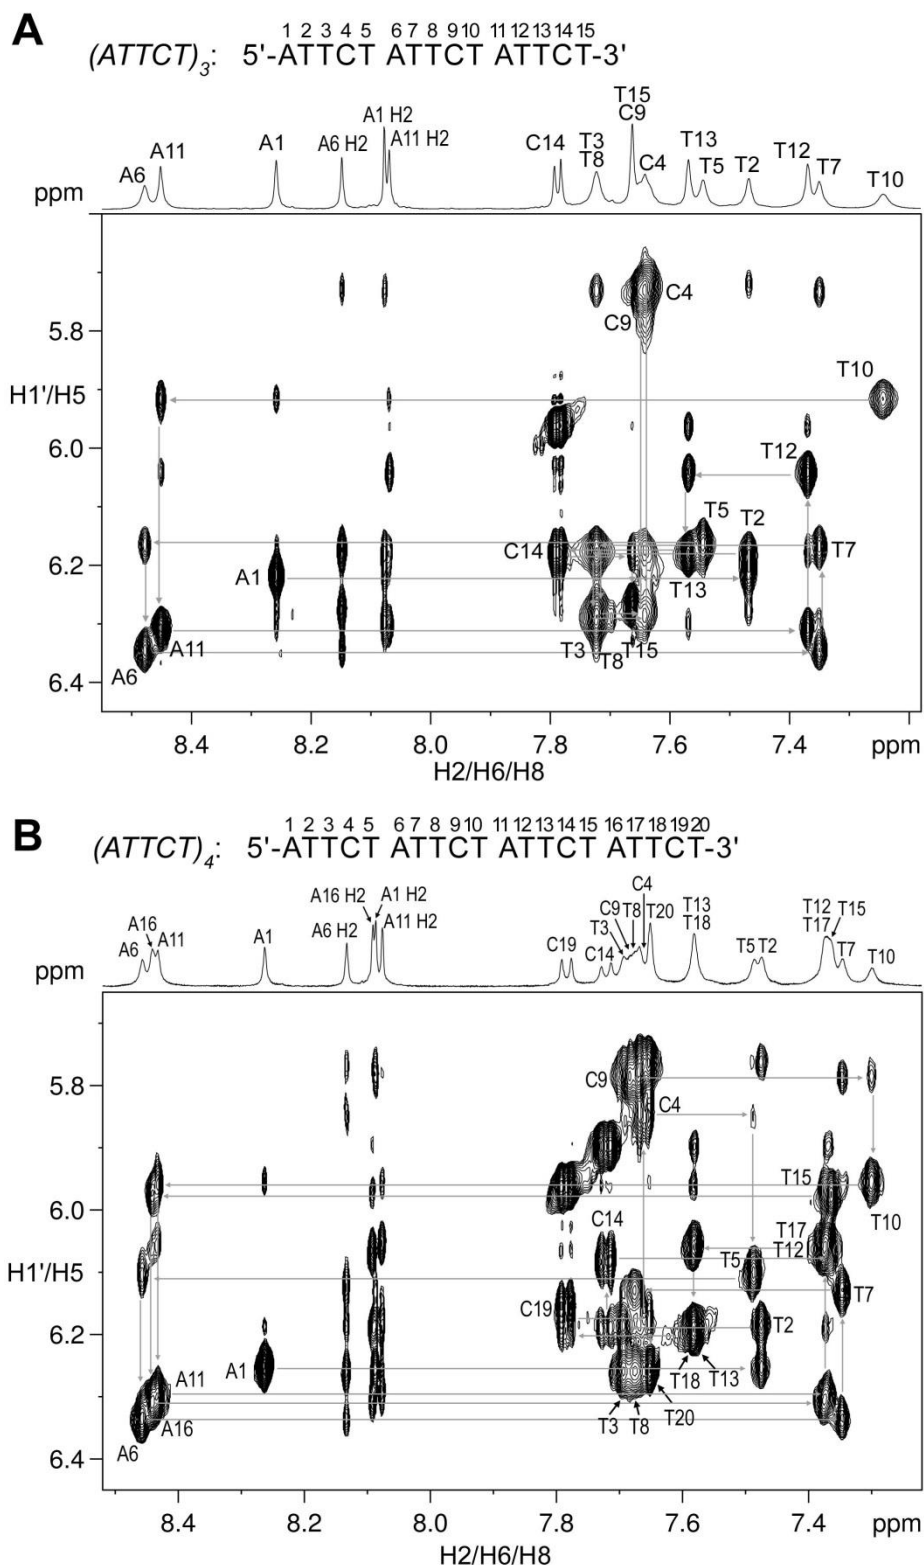 A
1 2 3 4 5 6 7 8 9 10 11 12 13 14 15
(ATTCT)3: 5'-ATTCT ATTCT ATTCT-3'
A6 A11 A1 A6 H2 A1 H2 A11 H2 C14 T3 T8 T15 C9 C4 T13 T5 T2 T12 T7 T10
ppm
C4
C9
5.8
T10
H1'/H5
6.0
T12
T5
T2
C14
T7
6.2
A1
T13
A11
T3
T8
T15
A6
6.4
8.4 8.2 8.0 7.8 7.6 7.4 ppm
H2/H6/H8
B
1 2 3 4 5 6 7 8 9 10 11 12 13 14 15 16 17 18 19 20
(ATTCT)4: 5'-ATTCT ATTCT ATTCT ATTCT-3'
A6 A16 A11 A1 A6 H2 A16 H2 A1 H2 A11 H2 C19 C14 T3 C9 T8 C4 T20 T13 T18 T5 T2 T12 T17 T15 T7 T10
ppm
5.8
C9
C4
T15
6.0
C14
T17
T10
T12
H1'/H5
T5
T7
C19
T2
6.2
A11
A1
T18
T13
A16
T3
T8
T20
A6
6.4
8.4 8.2 8.0 7.8 7.6 7.4 ppm
H2/H6/H8